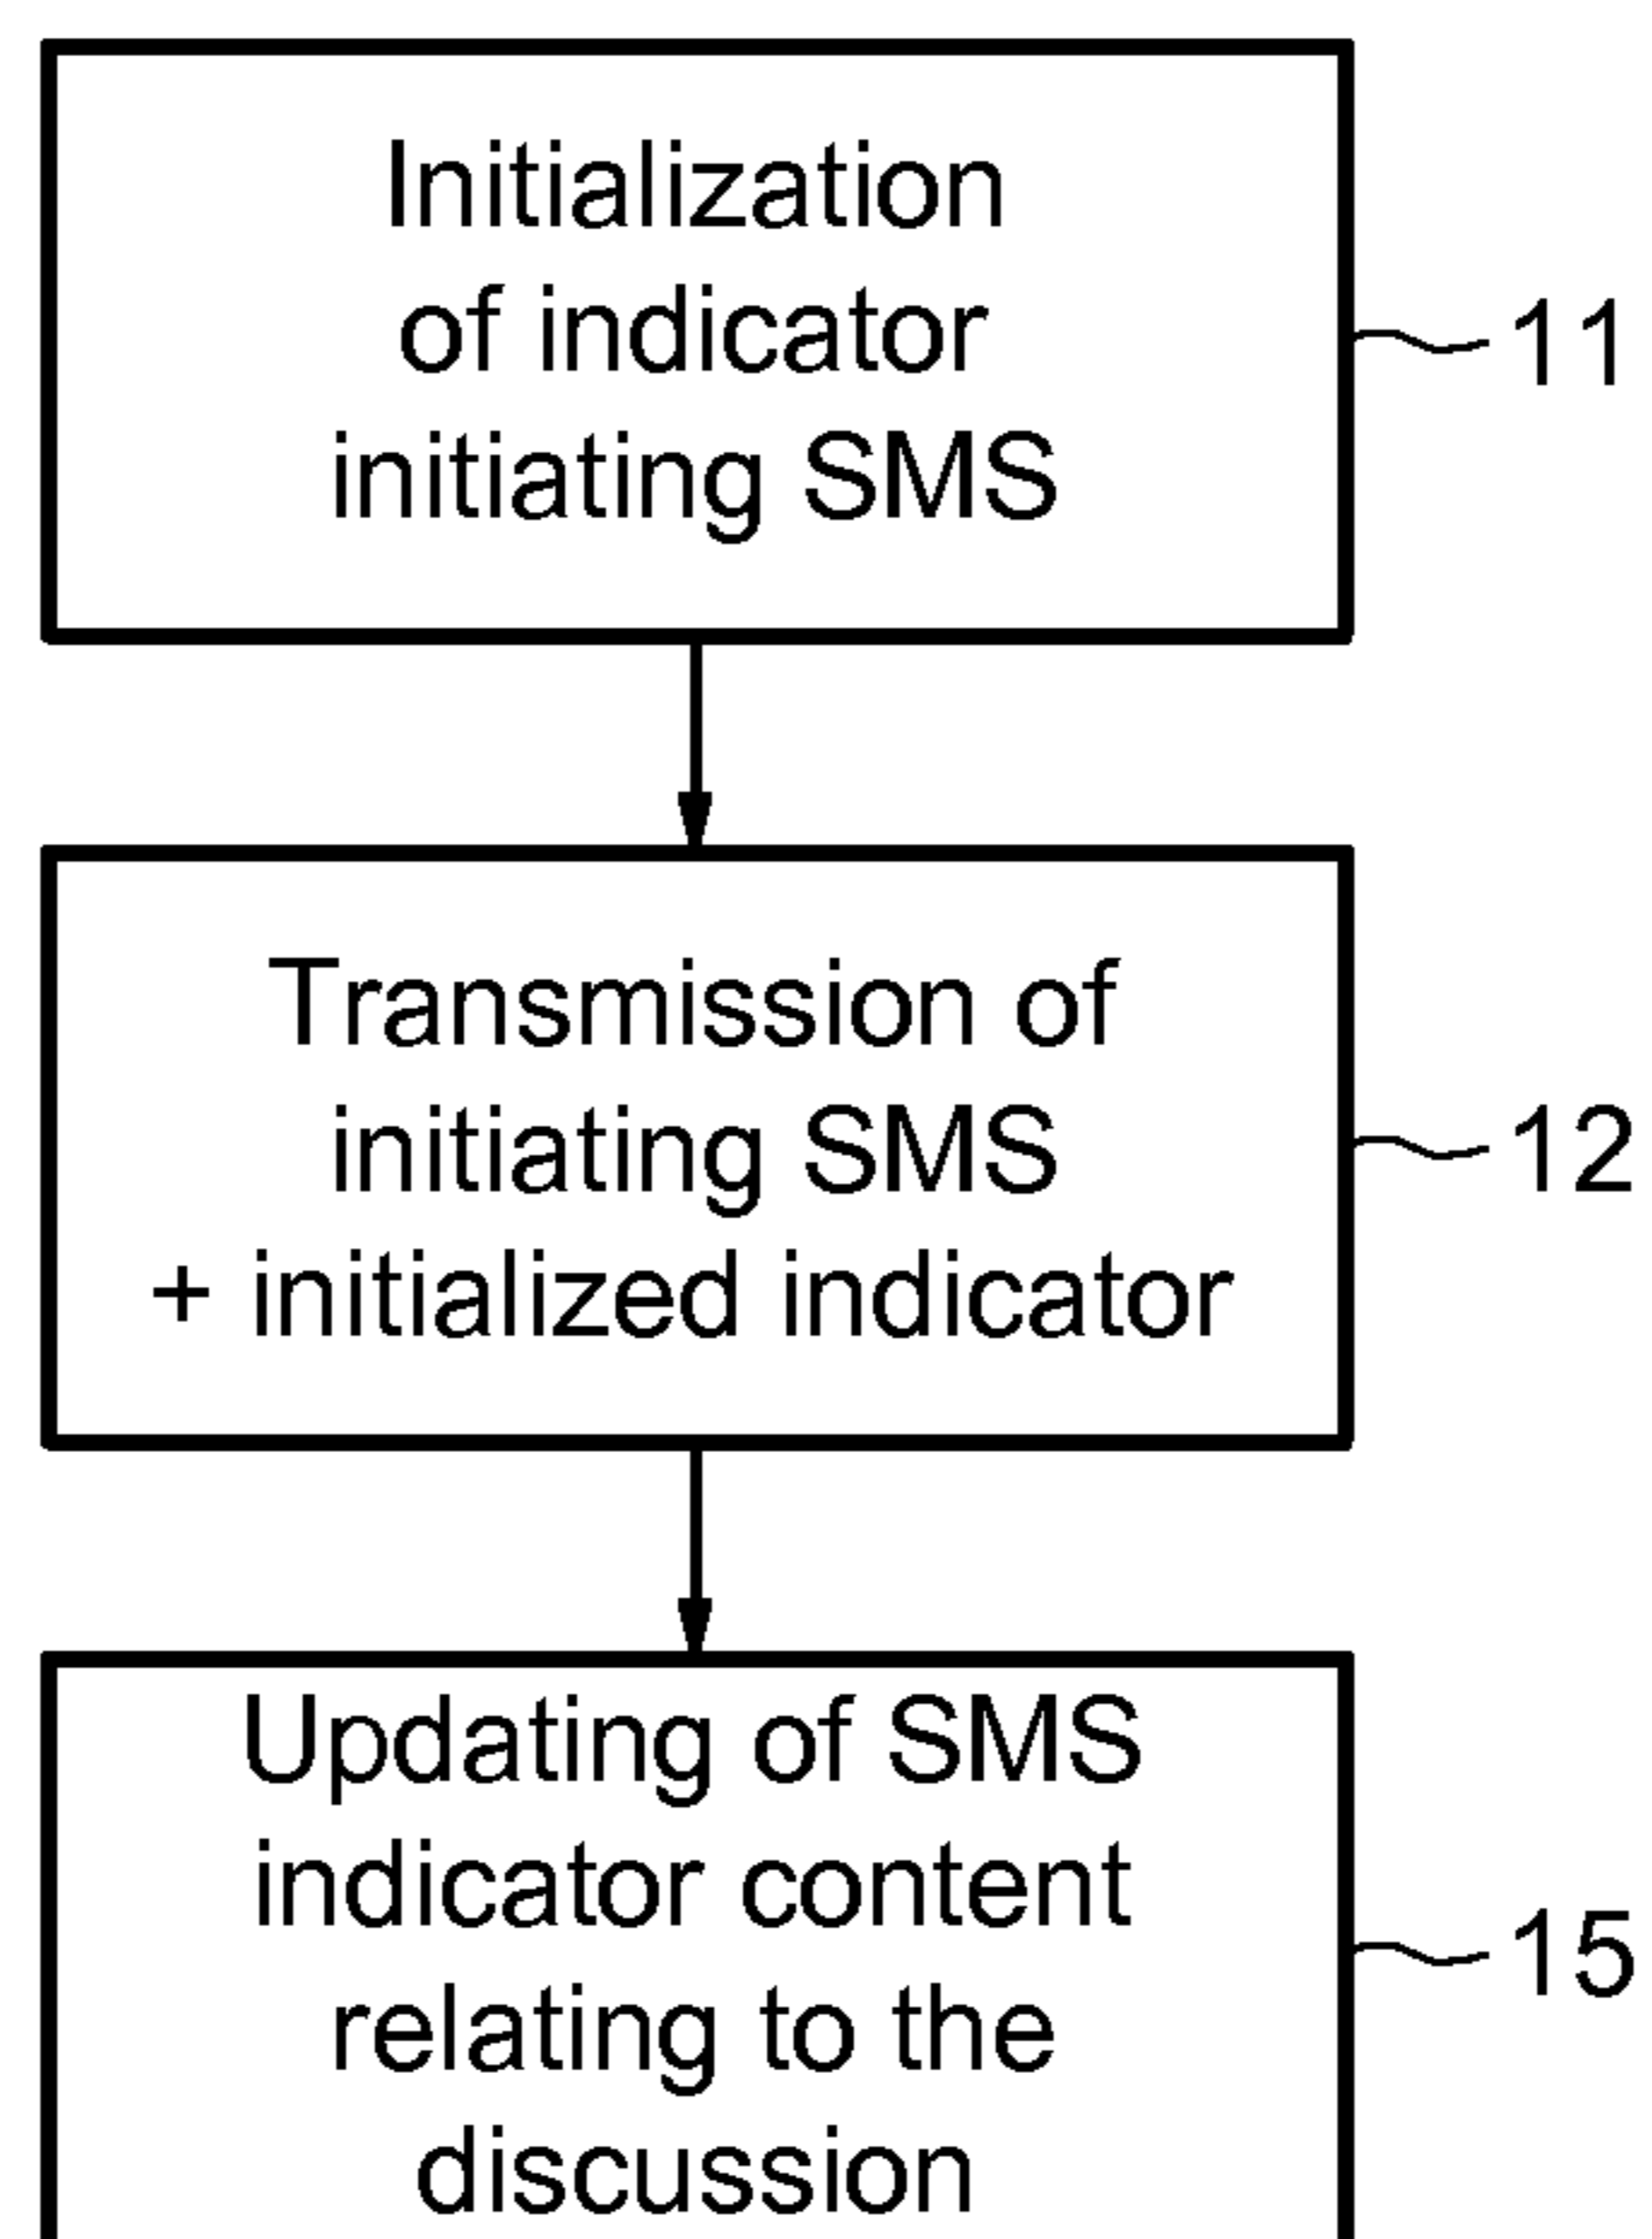 Initialization
of indicator
initiating SMS
11
Transmission of
initiating SMS
+ initialized indicator
12
Updating of SMS
indicator content
relating to the
discussion
15